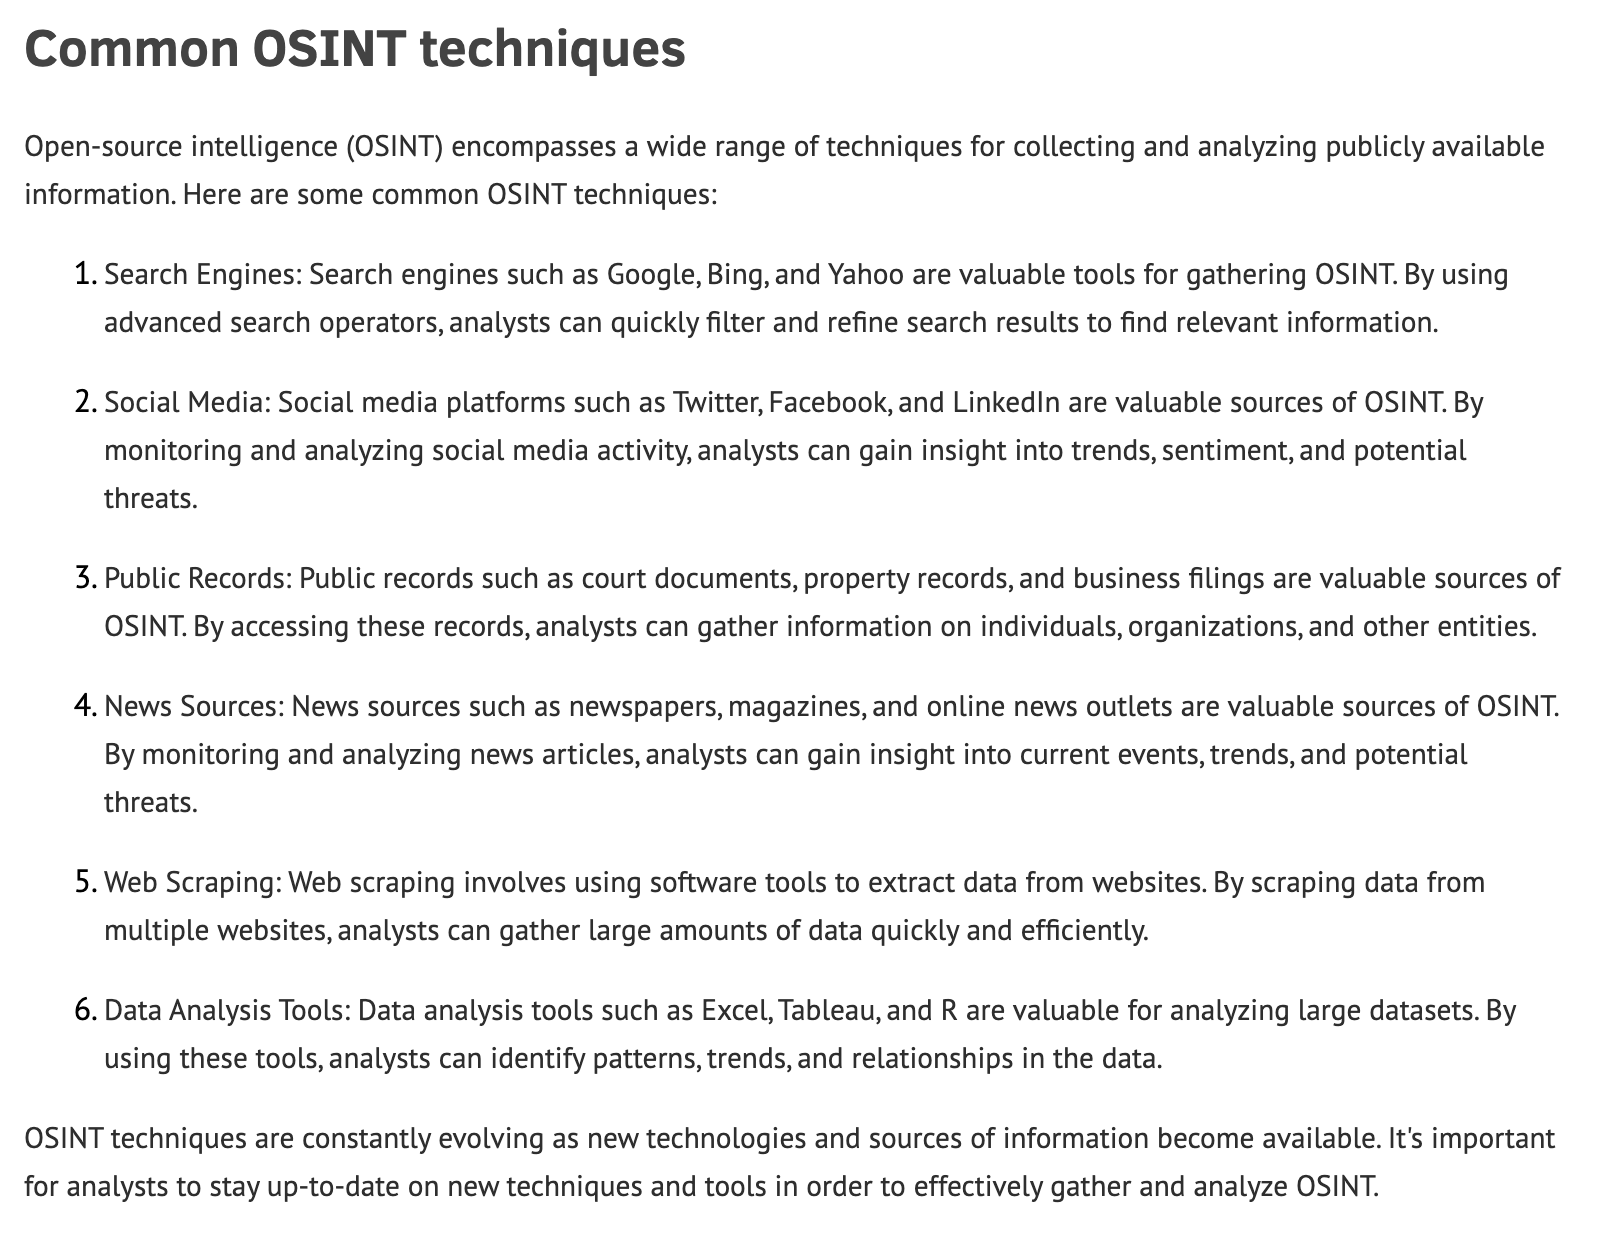 Common OSINT techniques
Open-source intelligence (OSINT) encompasses a wide range of techniques for collecting and analyzing publicly available
information. Here are some common OSINT techniques:
1. Search Engines: Search engines such as Google, Bing, and Yahoo are valuable tools for gathering OSINT. By using
advanced search operators, analysts can quickly filter and refine search results to find relevant information.
2. Social Media: Social media platforms such as Twitter, Facebook, and LinkedIn are valuable sources of OSINT. By
monitoring and analyzing social media activity, analysts can gain insight into trends, sentiment, and potential
threats.
3. Public Records: Public records such as court documents, property records, and business filings are valuable sources of
OSINT. By accessing these records, analysts can gather information on individuals, organizations, and other entities.
4. News Sources: News sources such as newspapers, magazines, and online news outlets are valuable sources of OSINT.
By monitoring and analyzing news articles, analysts can gain insight into current events, trends, and potential
threats.
5. Web Scraping: Web scraping involves using software tools to extract data from websites. By scraping data from
multiple websites, analysts can gather large amounts of data quickly and efficiently.
6. Data Analysis Tools: Data analysis tools such as Excel, Tableau, and R are valuable for analyzing large datasets. By
using these tools, analysts can identify patterns, trends, and relationships in the data.
OSINT techniques are constantly evolving as new technologies and sources of information become available. It's important
for analysts to stay up-to-date on new techniques and tools in order to effectively gather and analyze OSINT.